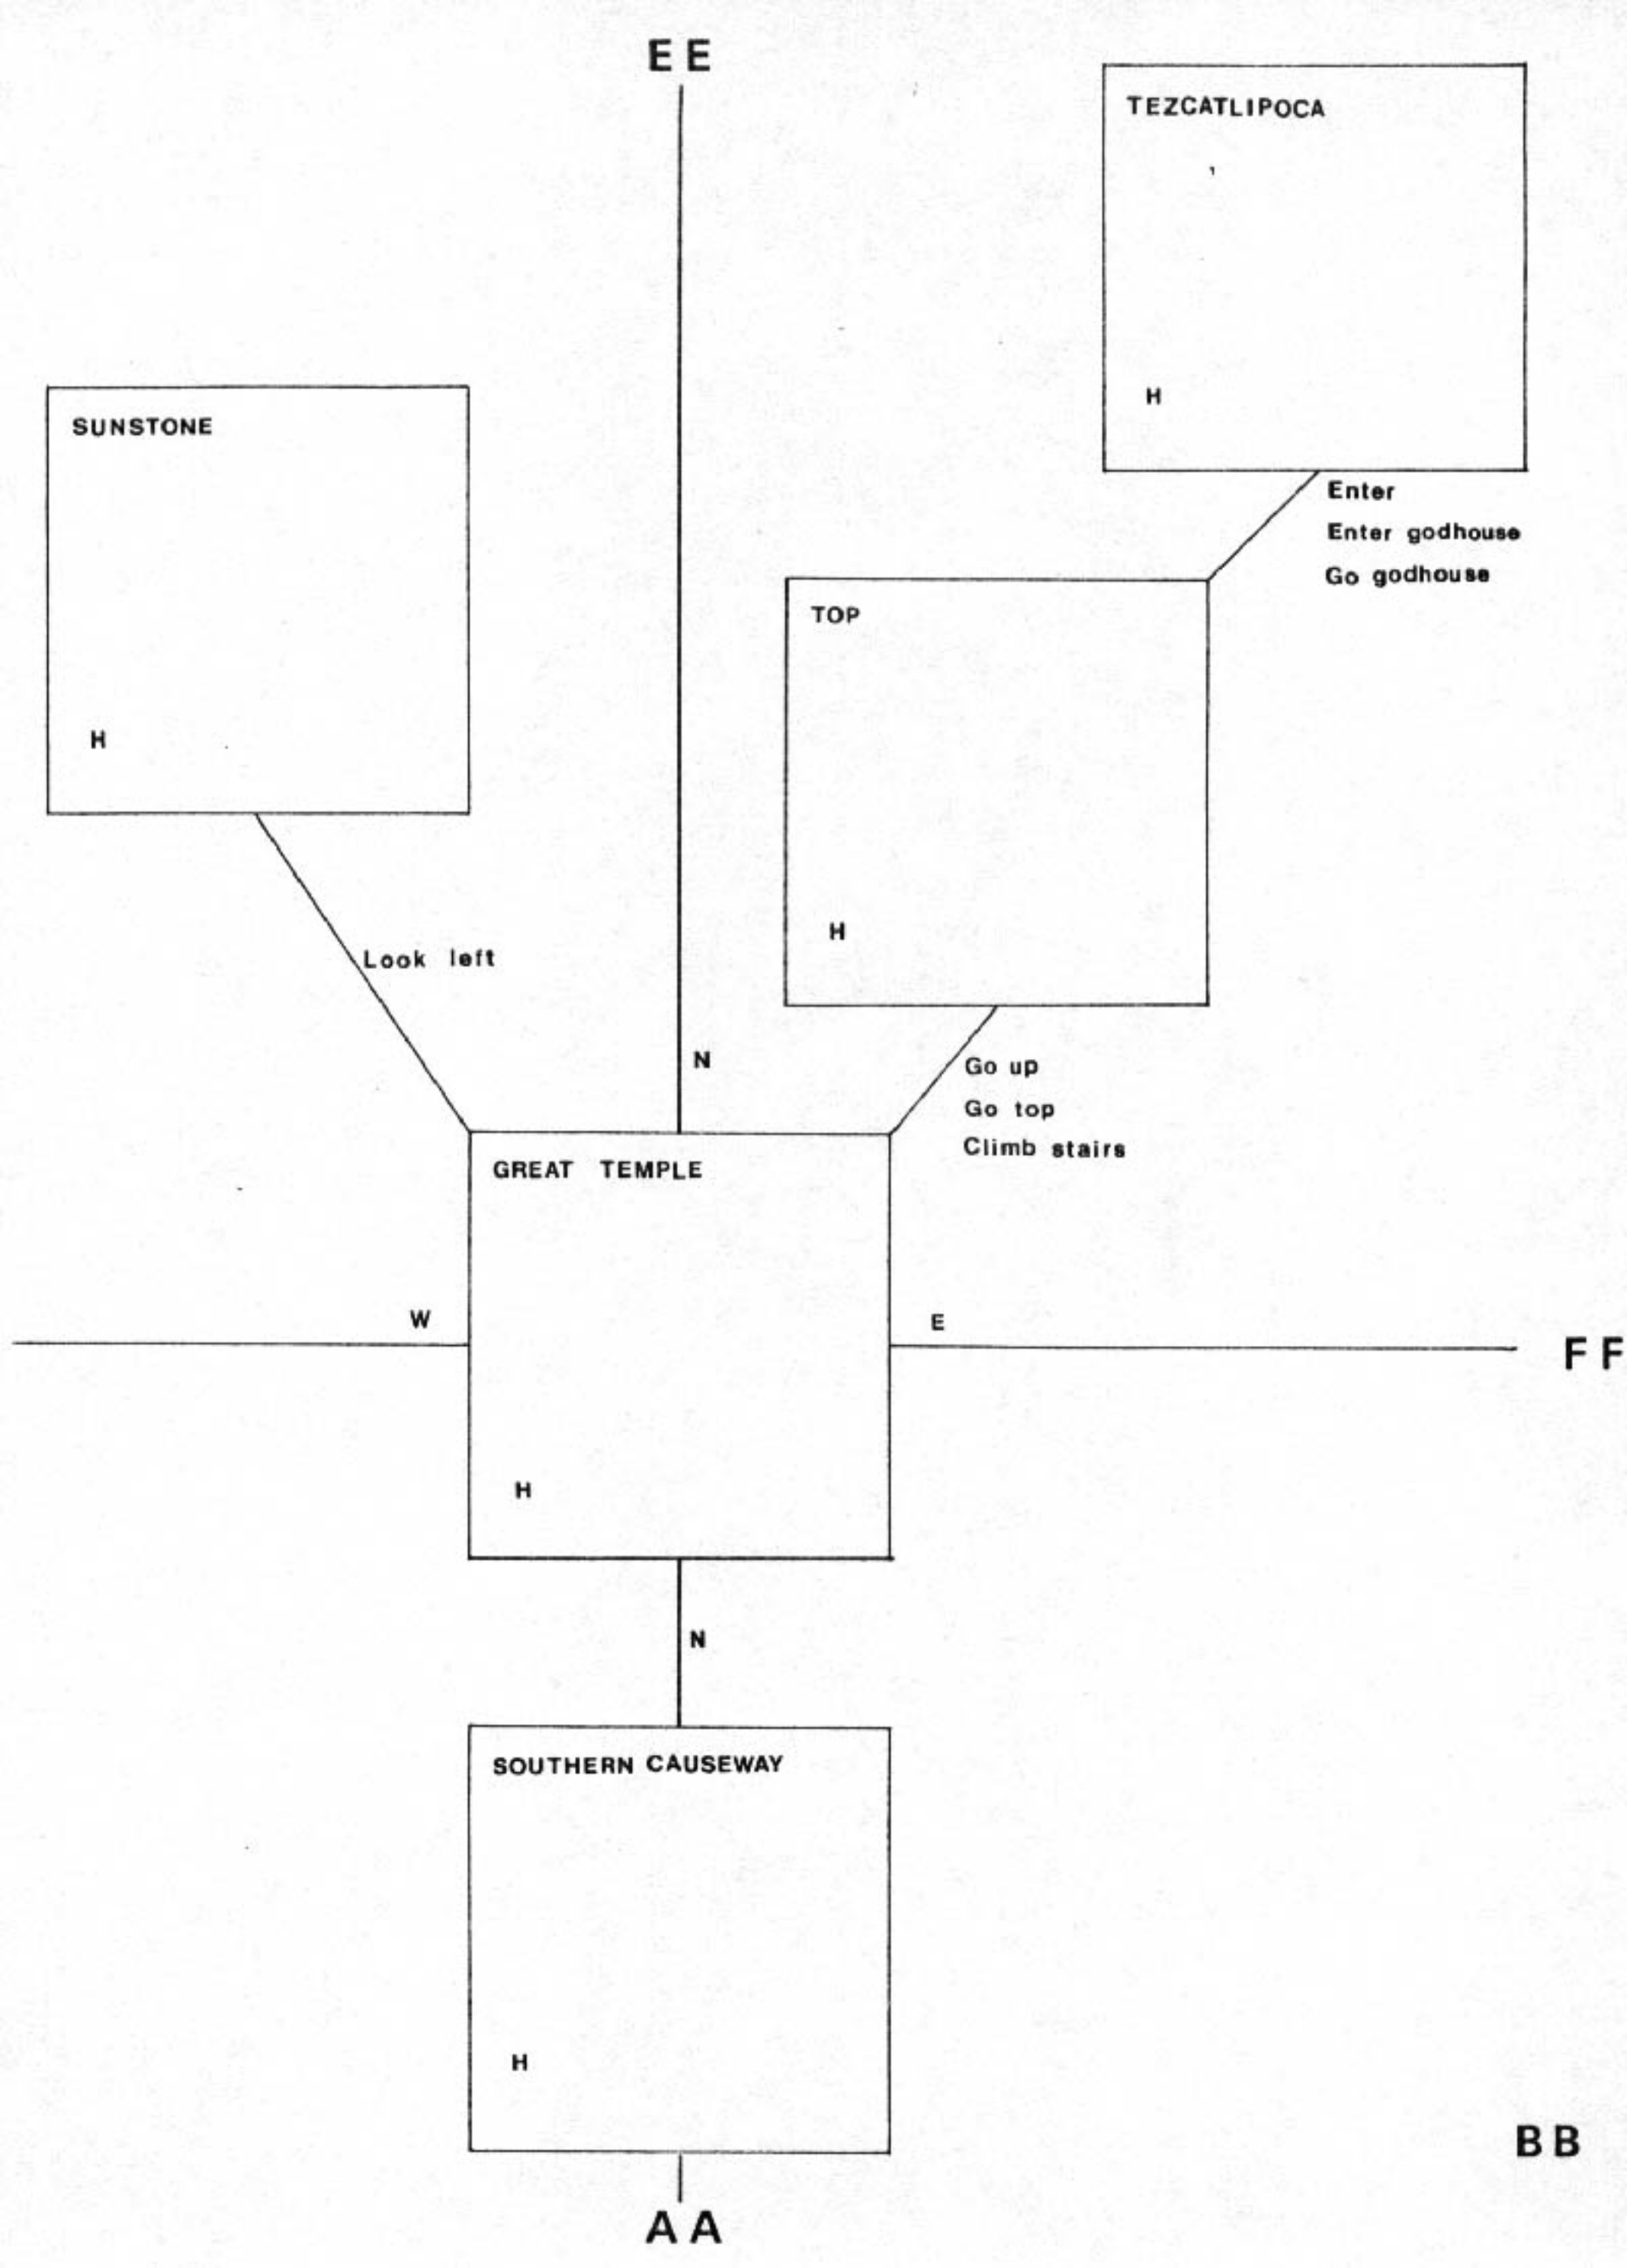 EE
TEZCATLIPOCA
H
Enter
Enter godhouse
Go godhouse
SUNSTONE
H
TOP
H
Look left
N
Go up
Go top
Climb stairs
GREAT TEMPLE
W
E
FF
H
N
SOUTHERN CAUSEWAY
H
BB
AA